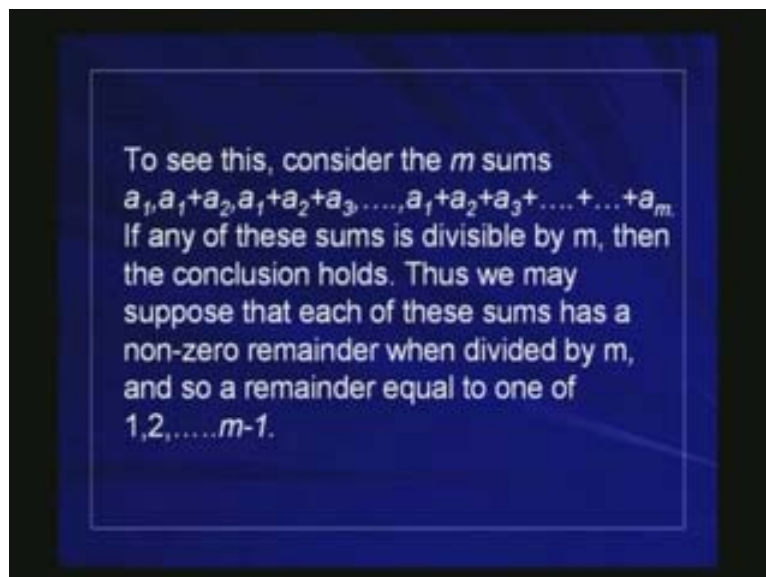 To see this, consider the m sums
a₁,a₁+a₂,a₁+a₂+a₃,....,a₁+a₂+a₃+....+...+aₘ.
If any of these sums is divisible by m, then
the conclusion holds. Thus we may
suppose that each of these sums has a
non-zero remainder when divided by m,
and so a remainder equal to one of
1,2,.....m-1.